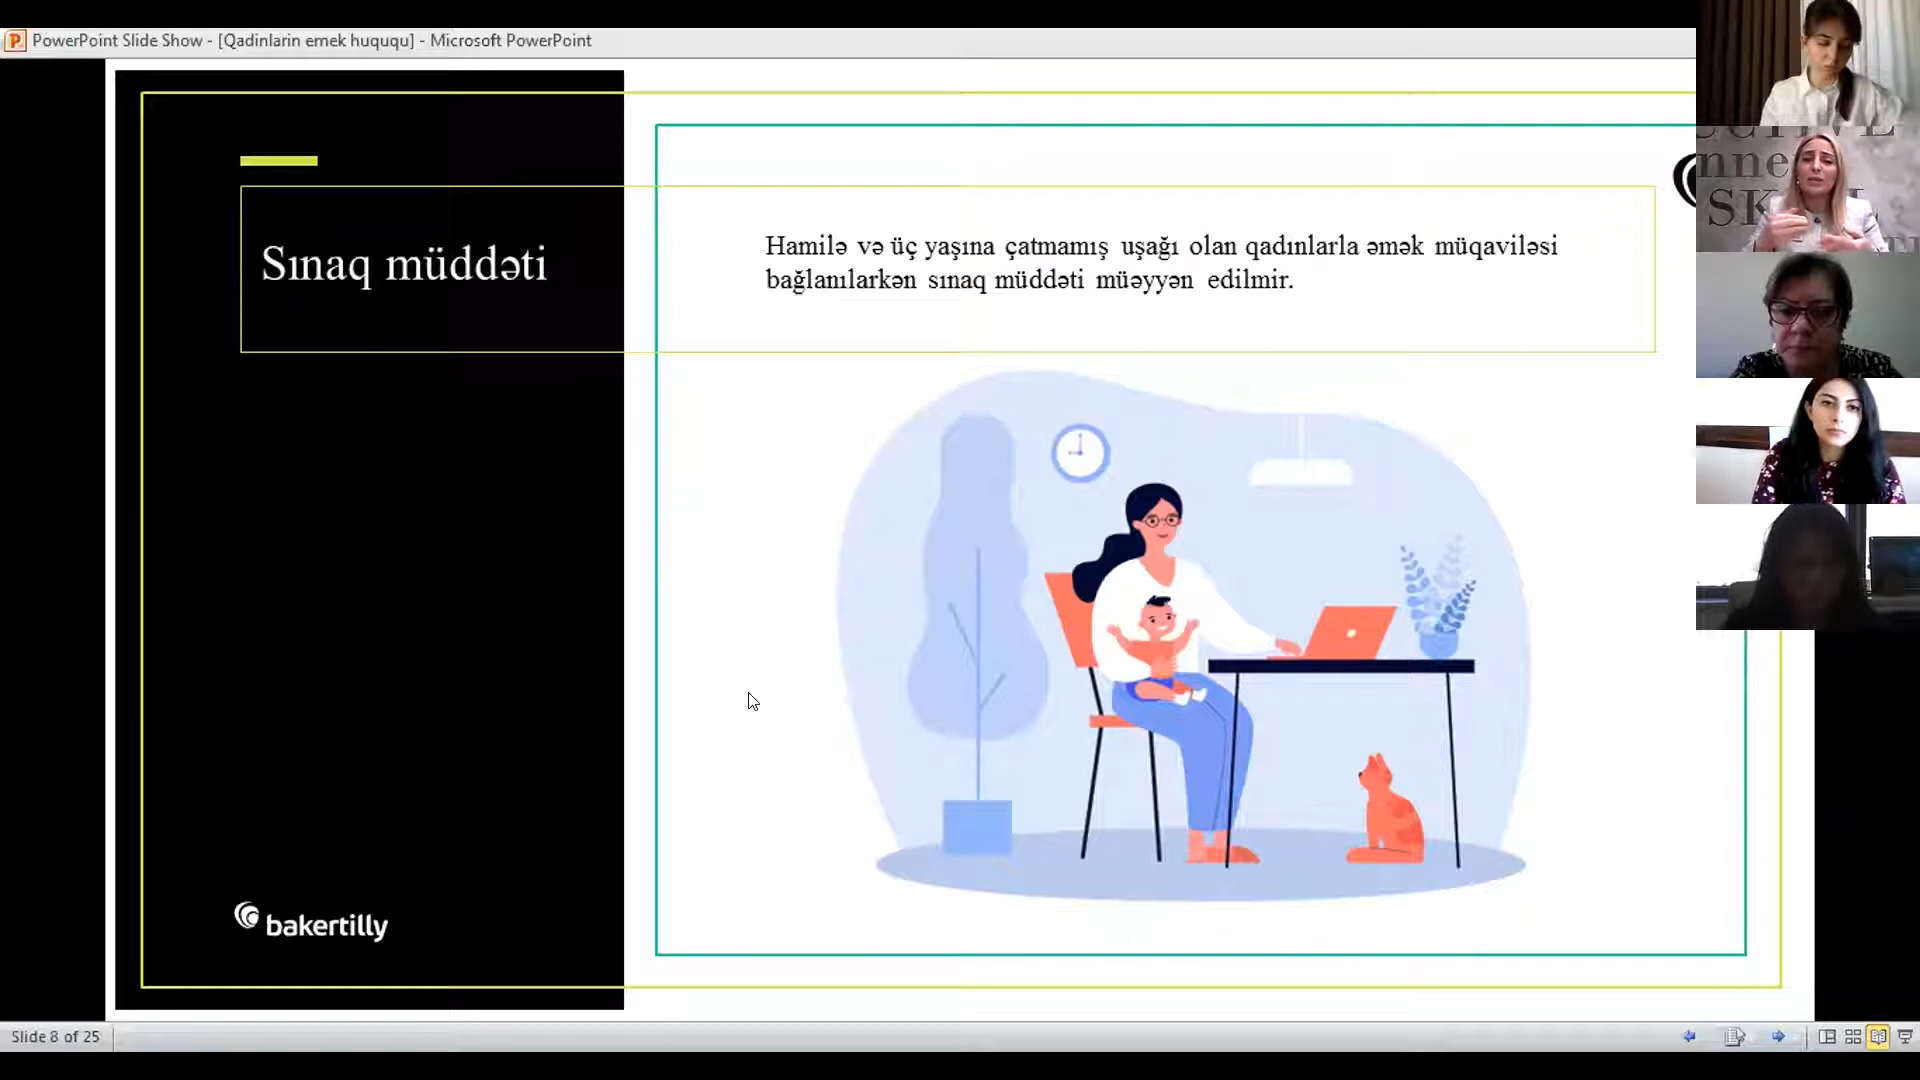 PowerPoint Slide Show - [Qadinlarin emek huququ] - Microsoft PowerPoint
Sınaq müddəti
Hamilə və üç yaşına çatmamış uşağı olan qadınlarla əmək müqaviləsi
bağlanılarkən sınaq müddəti müəyyən edilmir.
bakertilly
Slide 8 of 25